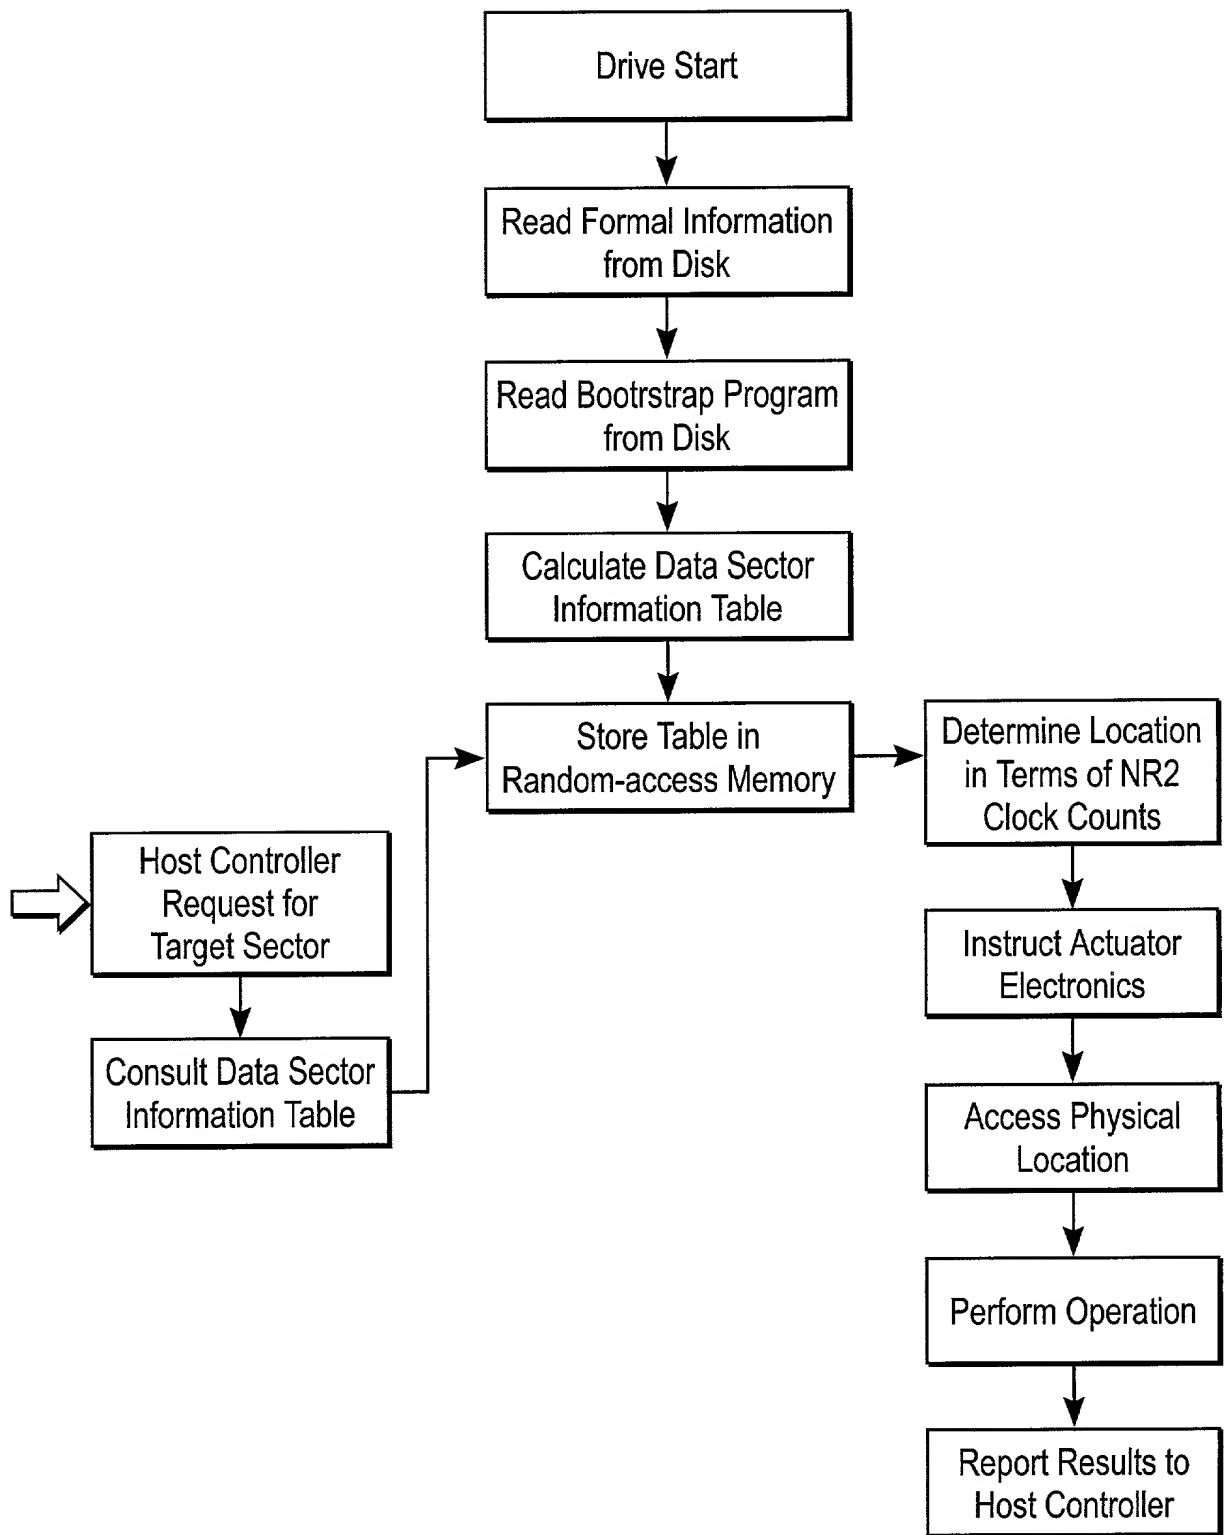 Drive Start
Read Formal Information
from Disk
Read Bootrstrap Program
from Disk
Calculate Data Sector
Information Table
Store Table in
Random-access Memory
Host Controller
Request for
Target Sector
Consult Data Sector
Information Table
Determine Location
in Terms of NR2
Clock Counts
Instruct Actuator
Electronics
Access Physical
Location
Perform Operation
Report Results to
Host Controller